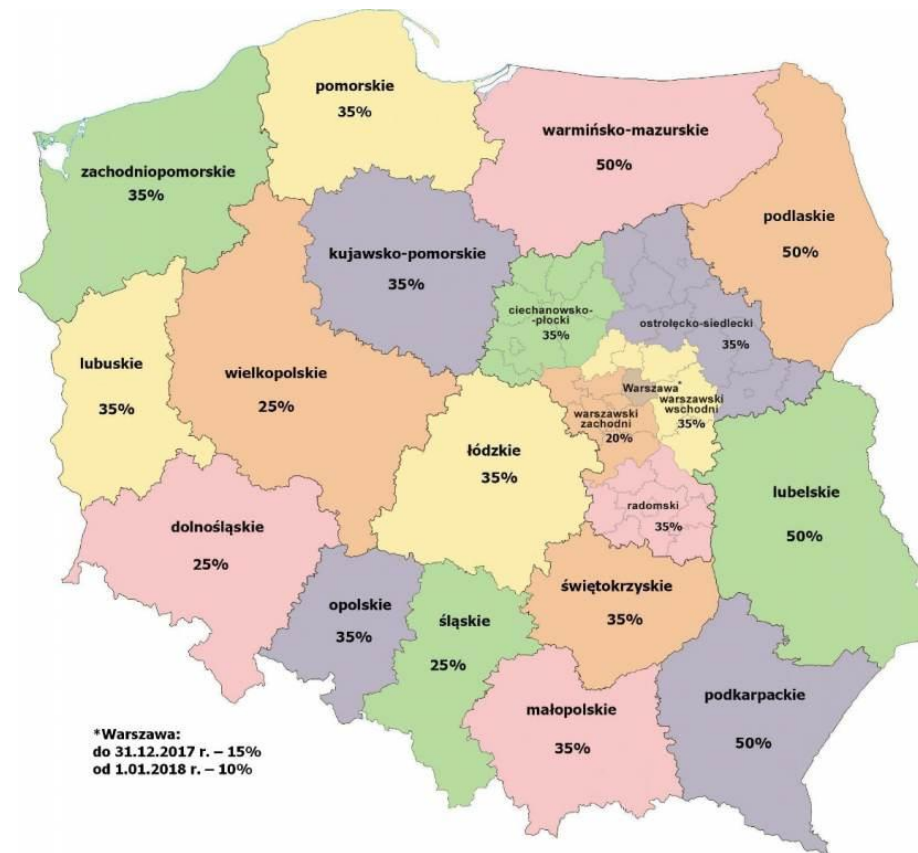 pomorskie
35%
warmińsko-mazurskie
50%
zachodniopomorskie
35%
podlaskie
50%
kujawsko-pomorskie
35%
ciechanowsko-
-płocki
35%
ostrołęcko-siedlecki
35%
lubuskie
35%
wielkopolskie
25%
Warszawa*
warszawski
wschodni
35%
warszawski
zachodni
20%
łódzkie
35%
radomski
35%
lubelskie
50%
dolnośląskie
25%
opolskie
35%
śląskie
25%
świętokrzyskie
35%
małopolskie
35%
podkarpackie
50%
*Warszawa:
do 31.12.2017 r. – 15%
od 1.01.2018 r. – 10%